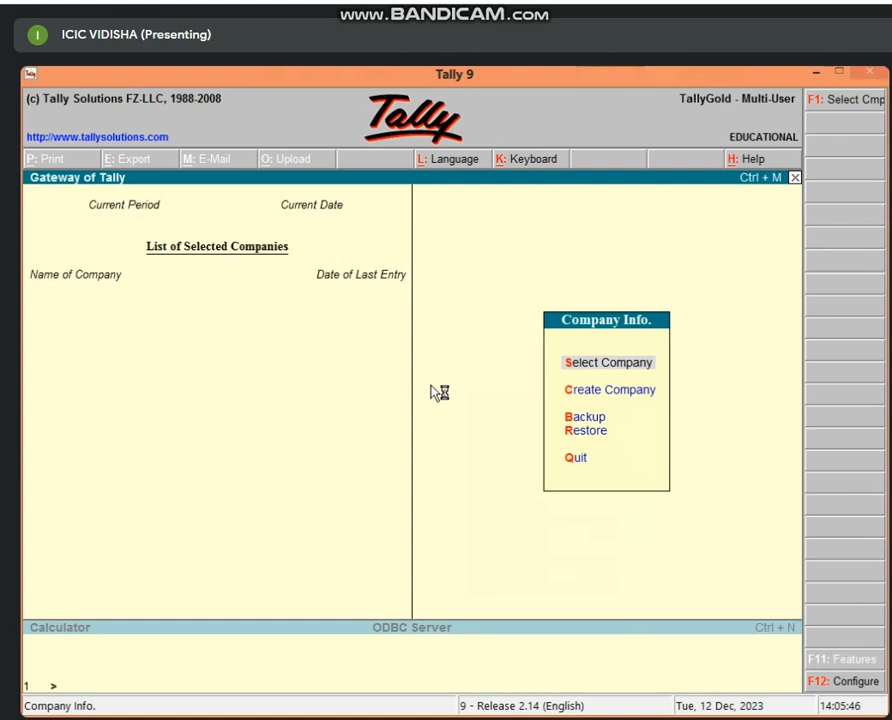 WWW.BANDICAM.COM
I ICIC VIDISHA (Presenting)
Tally Tally 9
(c) Tally Solutions FZ-LLC, 1988-2008
Tally
TallyGold - Multi-User
F1: Select Cmp
http://www.tallysolutions.com
EDUCATIONAL
P: Print E: Export M: E-Mail O: Upload L: Language K: Keyboard H: Help
Gateway of Tally Ctrl + M
Current Period Current Date
List of Selected Companies
Name of Company Date of Last Entry
Company Info.
Select Company
Create Company
Backup
Restore
Quit
Calculator ODBC Server Ctrl + N
F11: Features
1 > F12: Configure
Company Info. 9 - Release 2.14 (English) Tue, 12 Dec, 2023 14:05:46